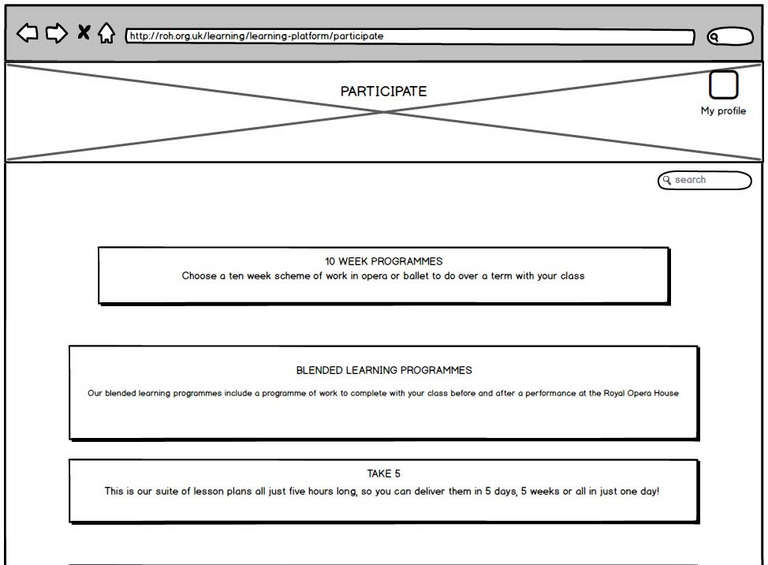 http://roh.org.uk/learning/learning-platform/participate
PARTICIPATE
My profile
search
10 WEEK PROGRAMMES
Choose a ten week scheme of work in opera or ballet to do over a term with your class
BLENDED LEARNING PROGRAMMES
Our blended learning programmes include a programme of work to complete with your class before and after a performance at the Royal Opera House
TAKE 5
This is our suite of lesson plans all just five hours long, so you can deliver them in 5 days, 5 weeks or all in just one day!